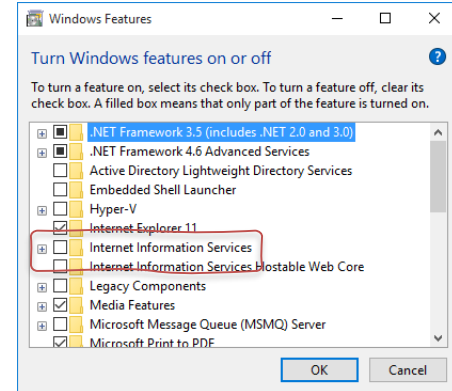 Windows Features
Turn Windows features on or off
To turn a feature on, select its check box. To turn a feature off, clear its
check box. A filled box means that only part of the feature is turned on.
.NET Framework 3.5 (includes .NET 2.0 and 3.0)
.NET Framework 4.6 Advanced Services
Active Directory Lightweight Directory Services
Embedded Shell Launcher
Hyper-V
Internet Explorer 11
Internet Information Services
Internet Information Services Hostable Web Core
Legacy Components
Media Features
Microsoft Message Queue (MSMQ) Server
Microsoft Print to PDF
OK
Cancel